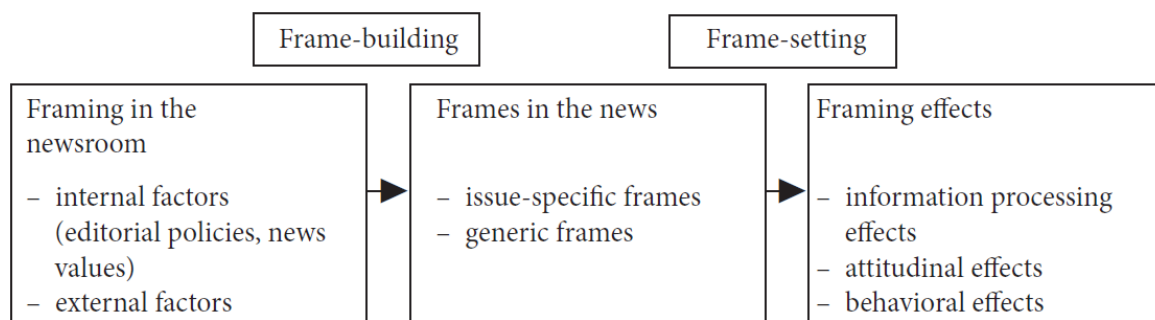 Frame-building
Frame-setting
Framing in the
newsroom
– internal factors
(editorial policies, news
values)
– external factors
Frames in the news
– issue-specific frames
– generic frames
Framing effects
– information processing
effects
– attitudinal effects
– behavioral effects